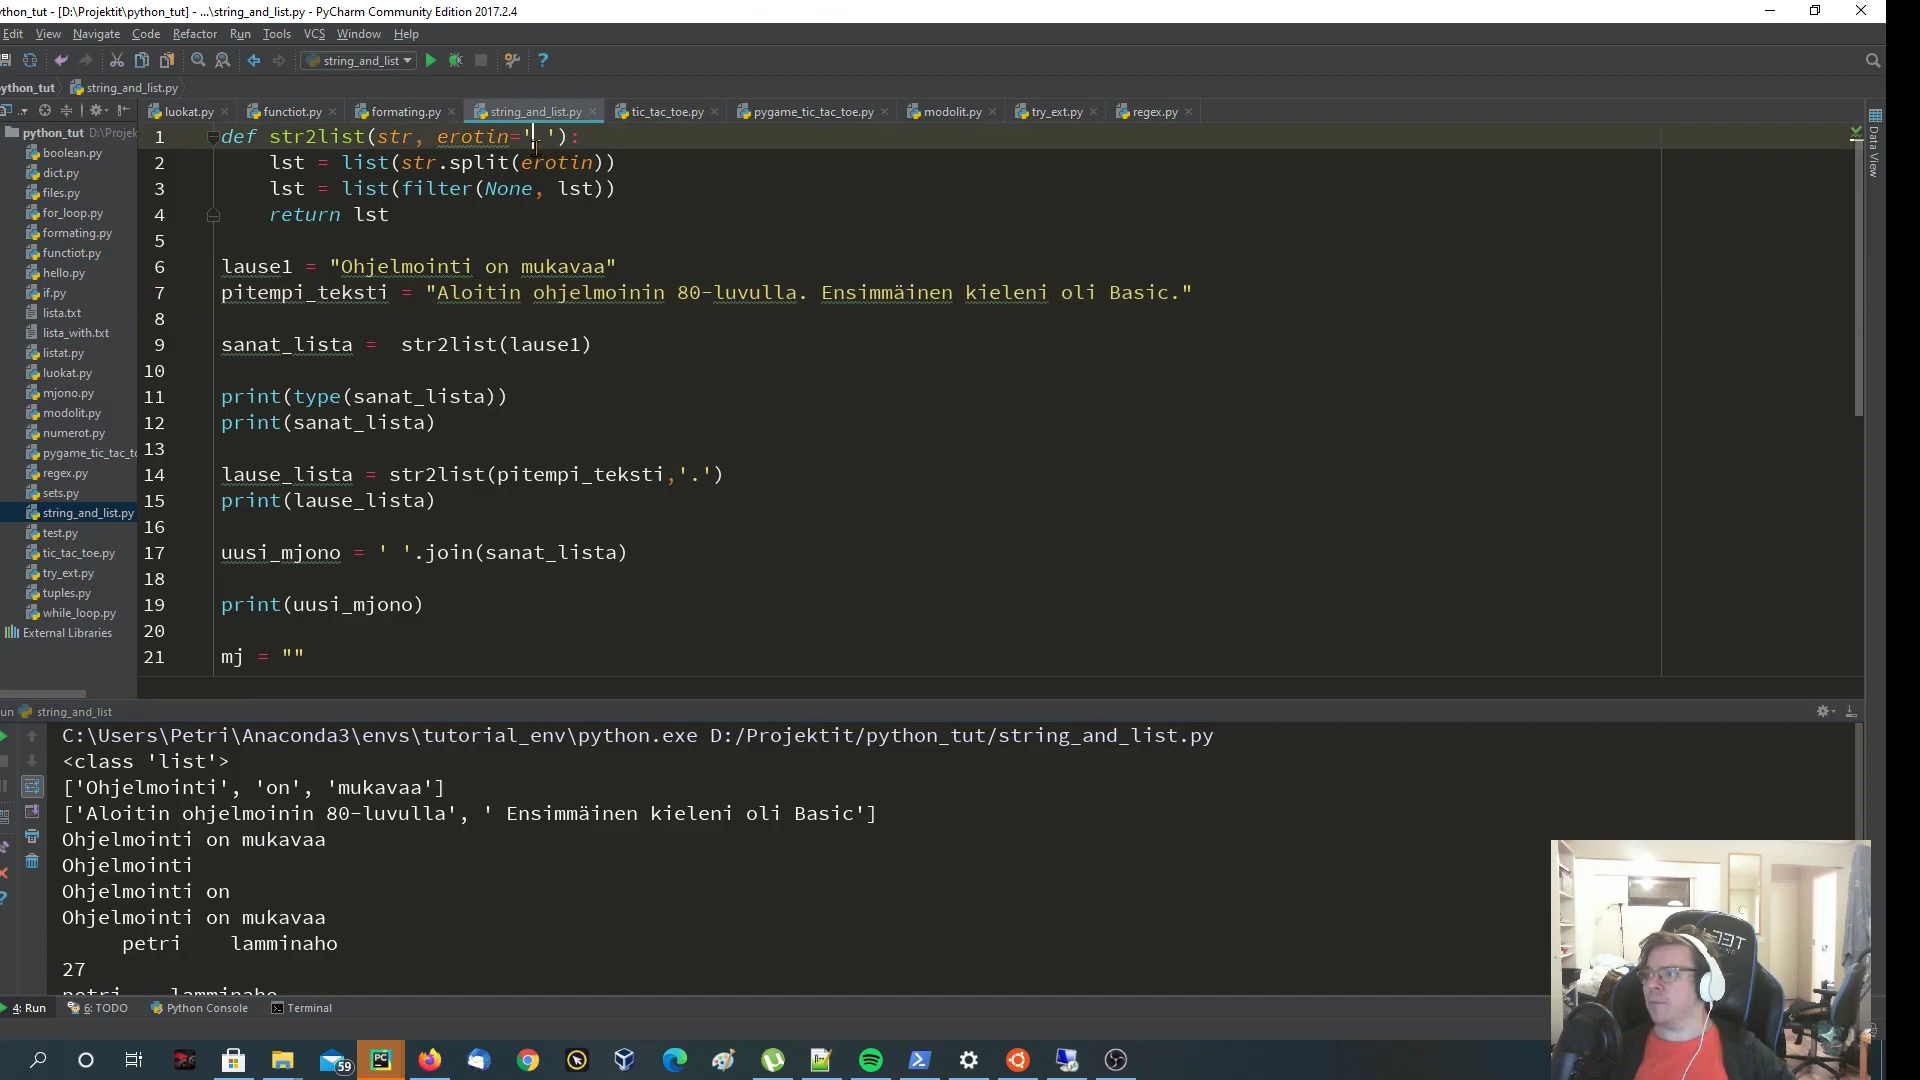 ython_tut - [D:\Projektit\python_tut] - ...\string_and_list.py - PyCharm Community Edition 2017.2.4
Edit View Navigate Code Refactor Run Tools VCS Window Help
string_and_list
ython_tut string_and_list.py
luokat.py functiot.py formating.py string_and_list.py tic_tac_toe.py pygame_tic_tac_toe.py modolit.py try_ext.py regex.py
python_tut D:\Projek
boolean.py
dict.py
files.py
for_loop.py
formating.py
functiot.py
hello.py
if.py
lista.txt
lista_with.txt
listat.py
luokat.py
mjono.py
modolit.py
numerot.py
pygame_tic_tac_to
regex.py
sets.py
string_and_list.py
test.py
tic_tac_toe.py
try_ext.py
tuples.py
while_loop.py
External Libraries
1 def str2list(str, erotin=' '):
2 lst = list(str.split(erotin))
3 lst = list(filter(None, lst))
4 return lst
5
6 lause1 = "Ohjelmointi on mukavaa"
7 pitempi_teksti = "Aloitin ohjelmoinin 80-luvulla. Ensimmäinen kieleni oli Basic."
8
9 sanat_lista =  str2list(lause1)
10
11 print(type(sanat_lista))
12 print(sanat_lista)
13
14 lause_lista = str2list(pitempi_teksti,'.')
15 print(lause_lista)
16
17 uusi_mjono = ' '.join(sanat_lista)
18
19 print(uusi_mjono)
20
21 mj = ""
Data View
un string_and_list
C:\Users\Petri\Anaconda3\envs\tutorial_env\python.exe D:/Projektit/python_tut/string_and_list.py
<class 'list'>
['Ohjelmointi', 'on', 'mukavaa']
['Aloitin ohjelmoinin 80-luvulla', ' Ensimmäinen kieleni oli Basic']
Ohjelmointi on mukavaa
Ohjelmointi
Ohjelmointi on
Ohjelmointi on mukavaa
petri    lamminaho
27
petri    lamminaho
4: Run 6: TODO Python Console Terminal
59
PC